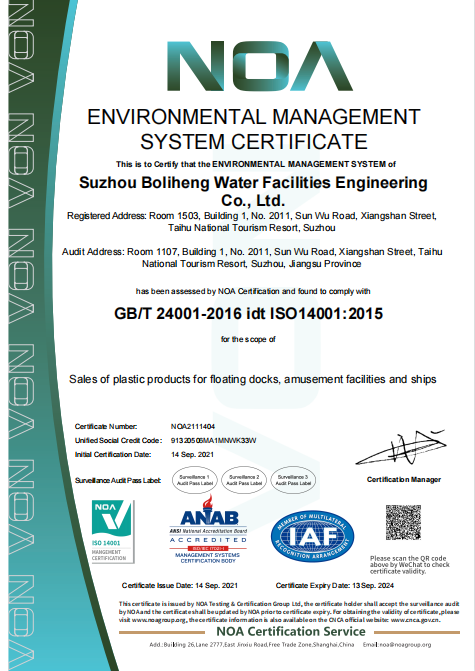 NOA
ENVIRONMENTAL MANAGEMENT
SYSTEM CERTIFICATE
This is to Certify that the ENVIRONMENTAL MANAGEMENT SYSTEM of
Suzhou Boliheng Water Facilities Engineering
Co., Ltd.
Registered Address: Room 1503, Building 1, No. 2011, Sun Wu Road, Xiangshan Street,
Taihu National Tourism Resort, Suzhou
Audit Address: Room 1107, Building 1, No. 2011, Sun Wu Road, Xiangshan Street, Taihu
National Tourism Resort, Suzhou, Jiangsu Province
has been assessed by NOA Certification and found to comply with
GB/T 24001-2016 idt ISO14001:2015
for the scope of
Sales of plastic products for floating docks, amusement facilities and ships
Certificate Number: NOA2111404
Unified Social Credit Code: 91320506MA1MNWK33W
Initial Certification Date: 14 Sep. 2021
Surveillance Audit Pass Label:
Surveillance 1
Audit Pass Label
Surveillance 2
Audit Pass Label
Surveillance 3
Audit Pass Label
Certification Manager
NOA
ISO 14001
MANGEMENT
CERTIFICATION
ANAB
ANSI National Accreditation Board
ACCREDITED
ISO/IEC 17021-1
MANAGEMENT SYSTEMS
CERTIFICATION BODY
MEMBER OF MULTILATERAL
IAF
RECOGNITION ARRANGEMENT
Please scan the QR code
above by WeChat to check
certificate validity.
Certificate Issue Date: 14 Sep. 2021 Certificate Expiry Date: 13 Sep. 2024
This certificate is issued by NOA Testing & Certification Group Ltd, the certificate holder shall accept the surveillance audit
by NOA and the certificate shall be updated by NOA prior to certificate expiry. For obtaining the validity of certificate, please
visit www.noagroup.org, the certificate information is also available on the CNCA official website: www.cnca.gov.cn.
NOA Certification Service
Add.:Building 26,Lane 2777,East Jinxiu Road,Free Trade Zone,Shanghai,China Email:noa@noagroup.org
NOA
NOA
NOA
NOA
NOA
NOA